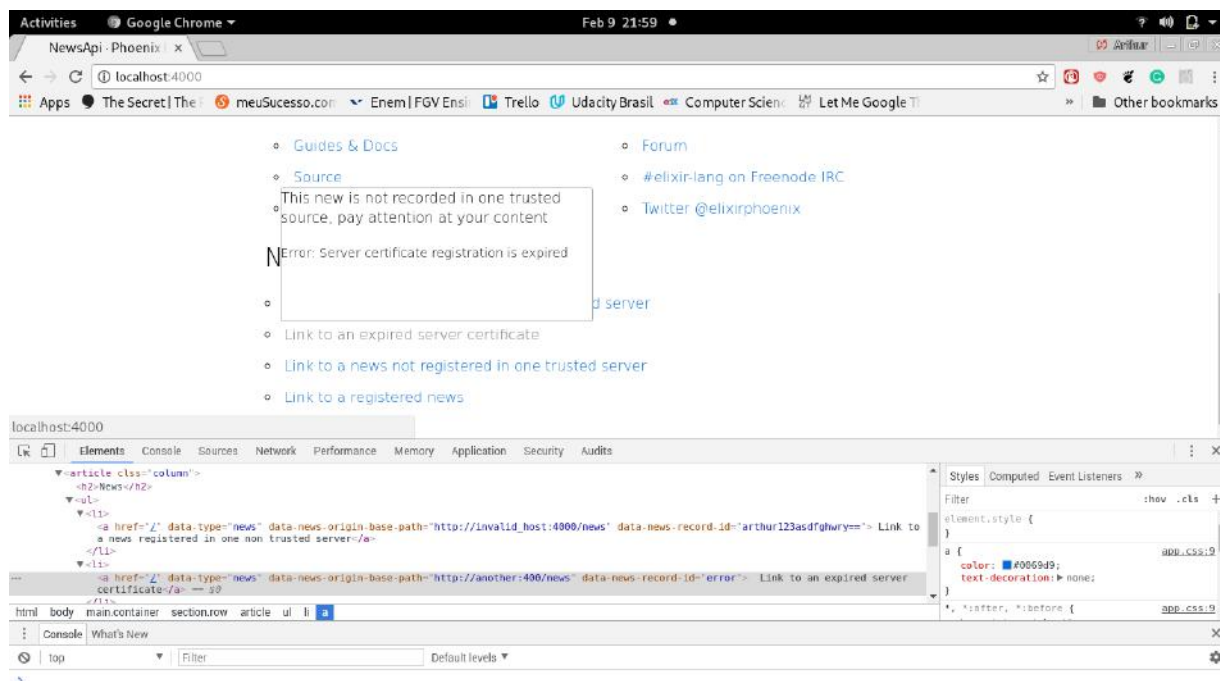 Activities Google Chrome Feb 9 21:59
NewsApi · Phoenix Arthur
localhost:4000
Apps The Secret | The meuSucesso.con Enem | FGV Ensi Trello Udacity Brasil Computer Scienc Let Me Google Tl » Other bookmarks
Guides & Docs Forum
Source #elixir-lang on Freenode IRC
This new is not recorded in one trusted
source, pay attention at your content Twitter @elixirphoenix
N Error: Server certificate registration is expired
d server
Link to an expired server certificate
Link to a news not registered in one trusted server
Link to a registered news
localhost:4000
Elements Console Sources Network Performance Memory Application Security Audits
<article clss="column"> Styles Computed Event Listeners »
<h2>News</h2> Filter :hov .cls +
<ul> element.style {
<li> }
<a href="/" data-type="news" data-news-origin-base-path="http://invalid_host:4000/news" data-news-record-id="arthur123asdfghwry=="> Link to a { app.css:9
a news registered in one non trusted server</a> color: #0069d9;
</li> text-decoration: none;
<li> }
<a href="/" data-type="news" data-news-origin-base-path="http://another:400/news" data-news-record-id="error"> Link to an expired server
certificate</a> == $0
</li>
html body main.container section.row article ul li a *, *:after, *:before { app.css:9
Console What's New
top Filter Default levels